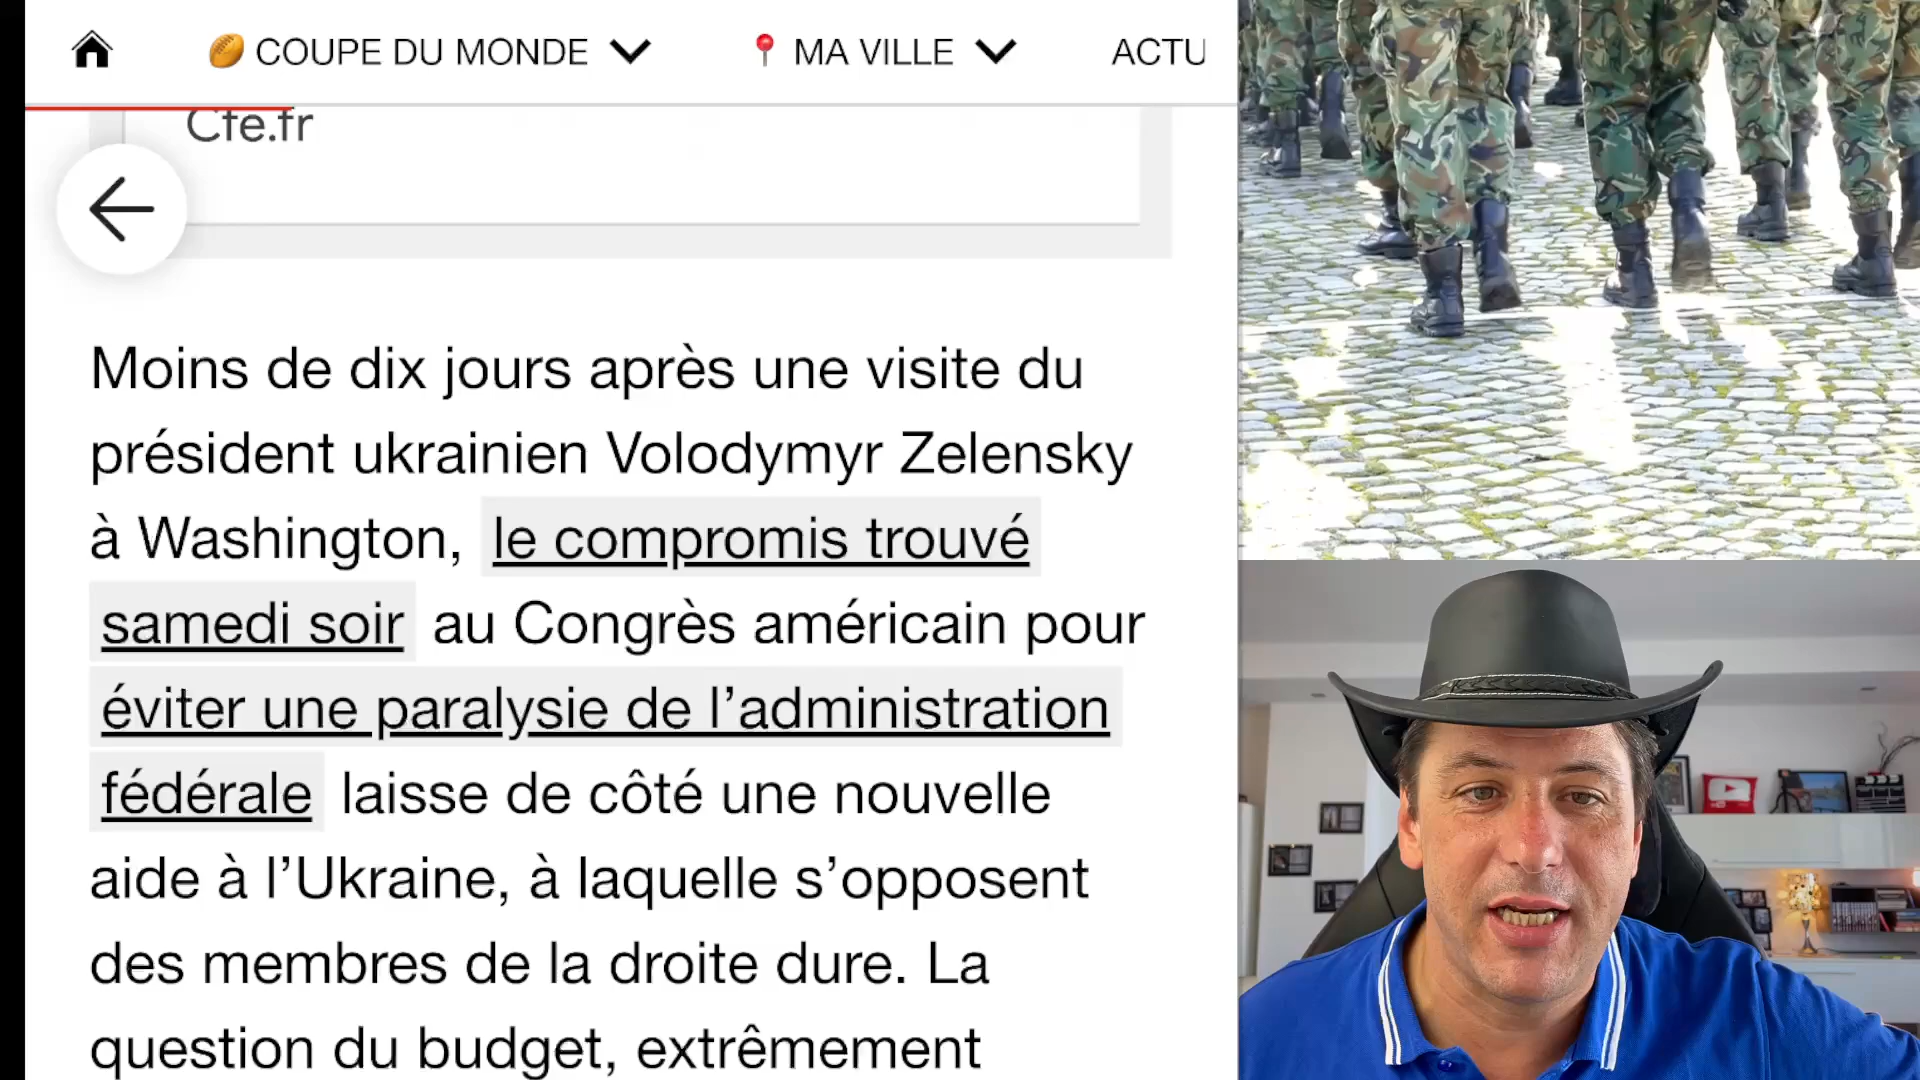 COUPE DU MONDE
MA VILLE
ACTU
Cfe.fr
Moins de dix jours après une visite du
président ukrainien Volodymyr Zelensky
à Washington, le compromis trouvé
samedi soir au Congrès américain pour
éviter une paralysie de l’administration
fédérale laisse de côté une nouvelle
aide à l’Ukraine, à laquelle s’opposent
des membres de la droite dure. La
question du budget, extrêmement